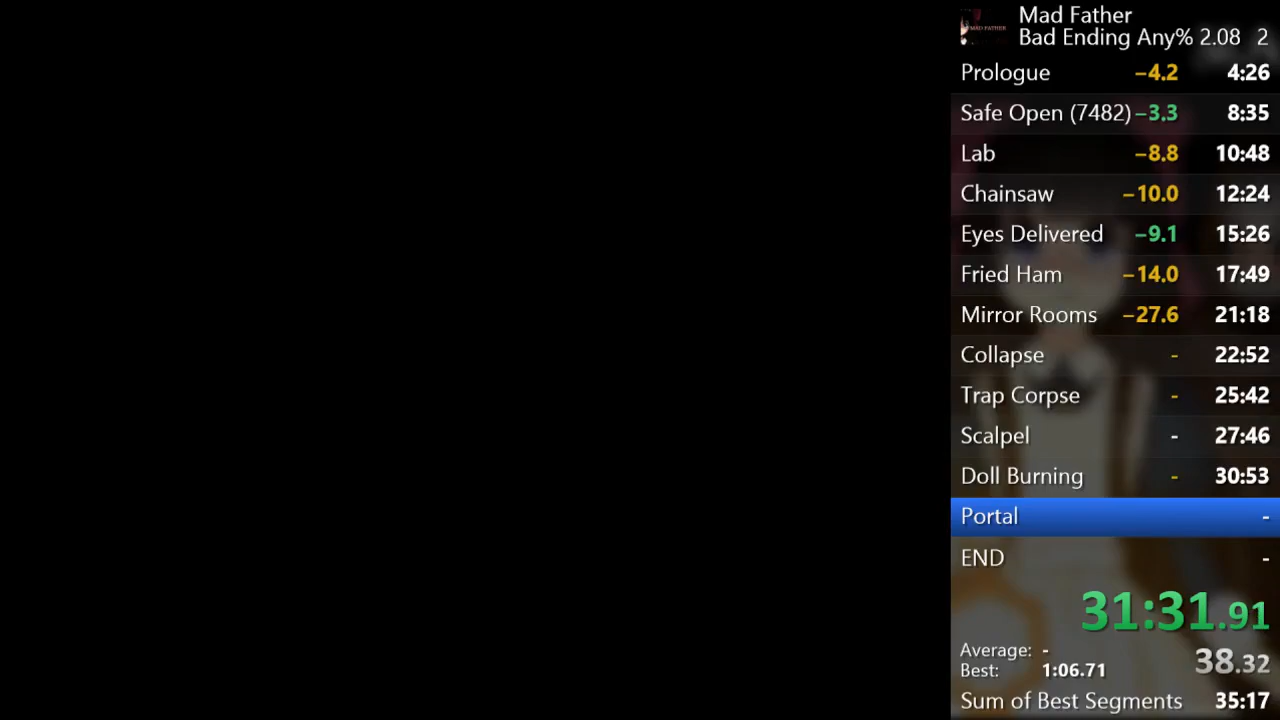 MAD FATHER
Mad Father
Bad Ending Any% 2.08 2
Prologue −4.2 4:26
Safe Open (7482) −3.3 8:35
Lab −8.8 10:48
Chainsaw −10.0 12:24
Eyes Delivered −9.1 15:26
Fried Ham −14.0 17:49
Mirror Rooms −27.6 21:18
Collapse - 22:52
Trap Corpse - 25:42
Scalpel - 27:46
Doll Burning - 30:53
Portal -
END -
31:31.91
Average: -
Best: 1:06.71
38.32
Sum of Best Segments 35:17